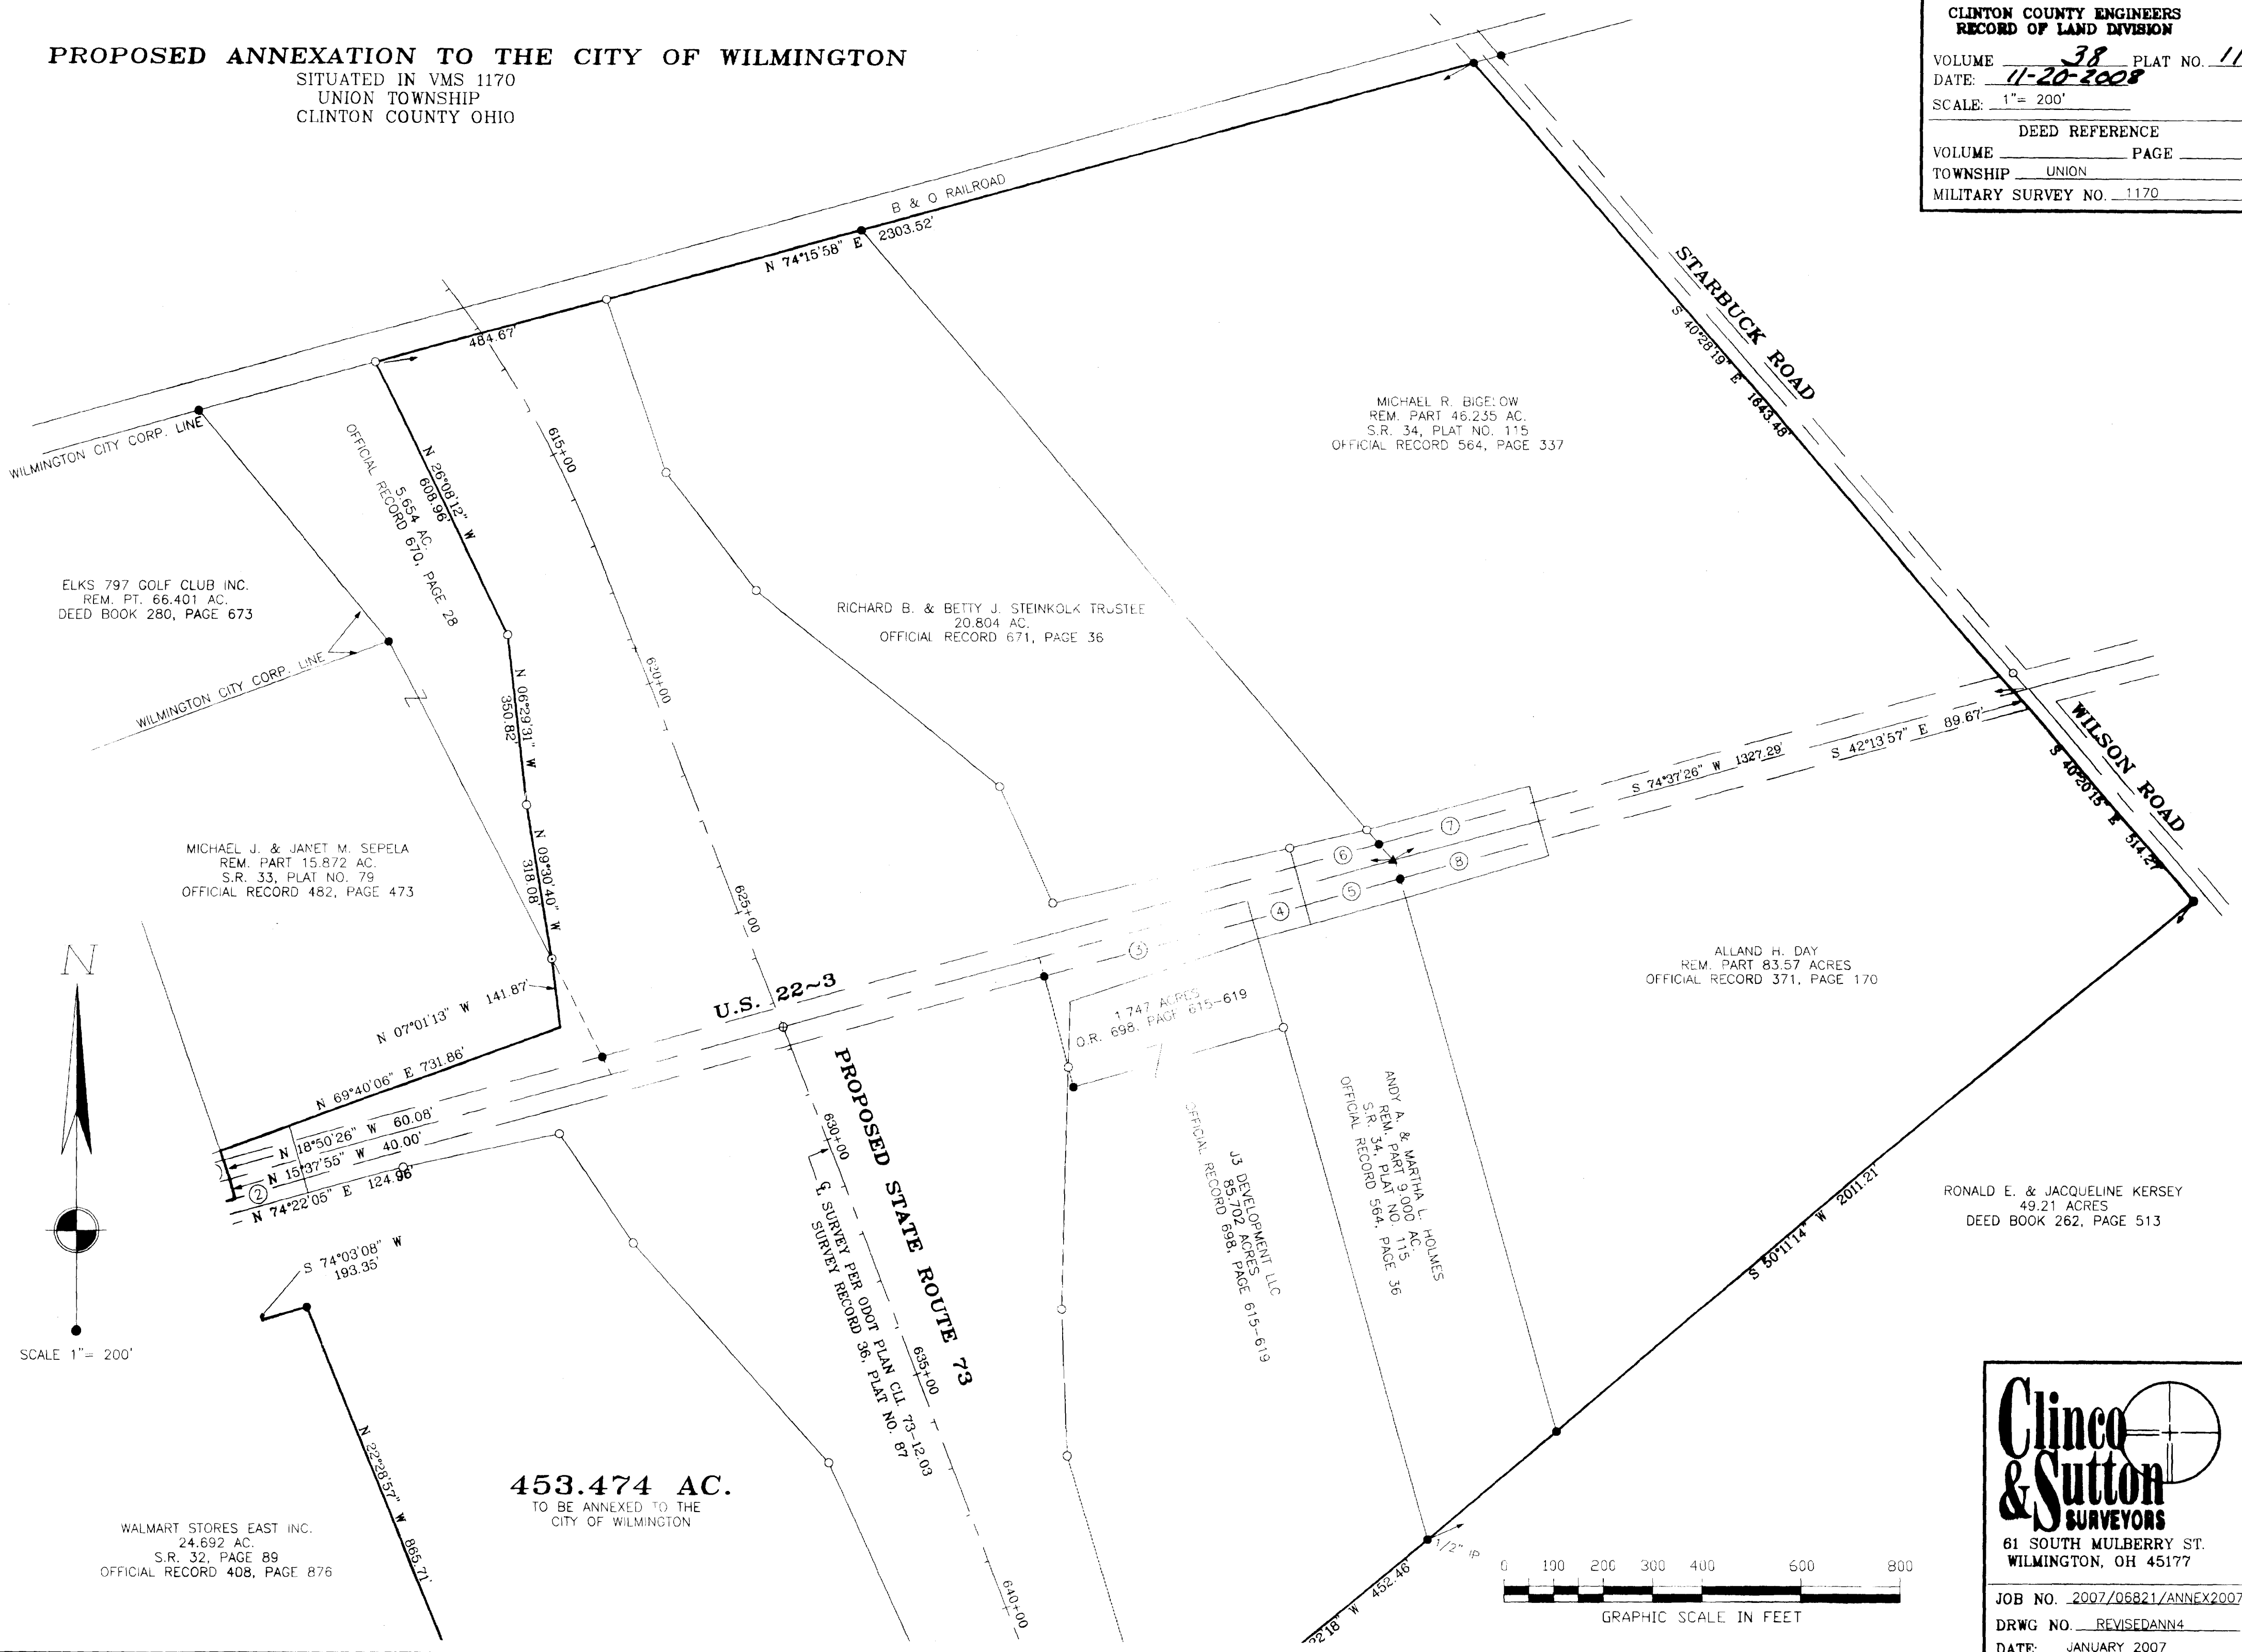 PROPOSED ANNEXATION TO THE CITY OF WILMINGTON
SITUATED IN VMS 1170
UNION TOWNSHIP
CLINTON COUNTY OHIO
CLINTON COUNTY ENGINEERS
RECORD OF LAND DIVISION
VOLUME 38 PLAT NO. 11
DATE: 11-20-2008
SCALE: 1"= 200'
DEED REFERENCE
VOLUME PAGE
TOWNSHIP UNION
MILITARY SURVEY NO. 1170
B & O RAILROAD
N 74°15'58" E 2303.52'
484.67'
STARBUCK ROAD
S 40°28'19" E 1643.48'
WILMINGTON CITY CORP. LINE
OFFICIAL RECORD 670, PAGE 28
5.654 AC.
N 26°08'12" W
608.96'
615+00
MICHAEL R. BIGELOW
REM. PART 46.235 AC.
S.R. 34, PLAT NO. 115
OFFICIAL RECORD 564, PAGE 337
ELKS 797 GOLF CLUB INC.
REM. PT. 66.401 AC.
DEED BOOK 280, PAGE 673
RICHARD B. & BETTY J. STEINKOLK TRUSTEE
20.804 AC.
OFFICIAL RECORD 671, PAGE 36
WILMINGTON CITY CORP. LINE
620+00
N 06°29'31" W
350.82'
WILSON ROAD
S 40°20'15" E 514.27'
S 74°37'26" W 1327.29'
S 42°13'57" E 89.67'
MICHAEL J. & JANET M. SEPELA
REM. PART 15.872 AC.
S.R. 33, PLAT NO. 79
OFFICIAL RECORD 482, PAGE 473
N 09°30'40" W
318.08'
625+00
7
6
8
5
4
3
ALLAND H. DAY
REM. PART 83.57 ACRES
OFFICIAL RECORD 371, PAGE 170
N
U.S. 22~3
1.747 ACRES
O.R. 698, PAGE 615-619
N 07°01'13" W 141.87'
N 69°40'06" E 731.86'
N 18°50'26" W 60.08'
N 15°37'55" W 40.00'
2
N 74°22'05" E 124.96'
PROPOSED STATE ROUTE 73
630+00
℄ SURVEY PER ODOT PLAN CLI. 73-12.03
SURVEY RECORD 36, PLAT NO. 87
635+00
640+00
J3 DEVELOPMENT LLC
85.702 ACRES
OFFICIAL RECORD 698, PAGE 615-619
ANDY A. & MARTHA L. HOLMES
REM. PART 9.000 AC.
S.R. 34, PLAT NO. 115
OFFICIAL RECORD 564, PAGE 36
S 50°11'14" W 2011.21'
RONALD E. & JACQUELINE KERSEY
49.21 ACRES
DEED BOOK 262, PAGE 513
S 74°03'08" W
193.35'
SCALE 1"= 200'
N 22°28'57" W 865.71'
453.474 AC.
TO BE ANNEXED TO THE
CITY OF WILMINGTON
WALMART STORES EAST INC.
24.692 AC.
S.R. 32, PAGE 89
OFFICIAL RECORD 408, PAGE 876
1/2" IP
22'18" W 452.46'
0 100 200 300 400 600 800
GRAPHIC SCALE IN FEET
Clinco
& Sutton
SURVEYORS
61 SOUTH MULBERRY ST.
WILMINGTON, OH 45177
JOB NO. 2007/06821/ANNEX2007
DRWG NO. REVISEDANN4
DATE: JANUARY 2007